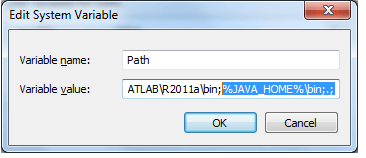 Edit System Variable
Variable name: Path
Variable value: ATLAB\R2011a\bin;%JAVA_HOME%\bin;.;
OK Cancel